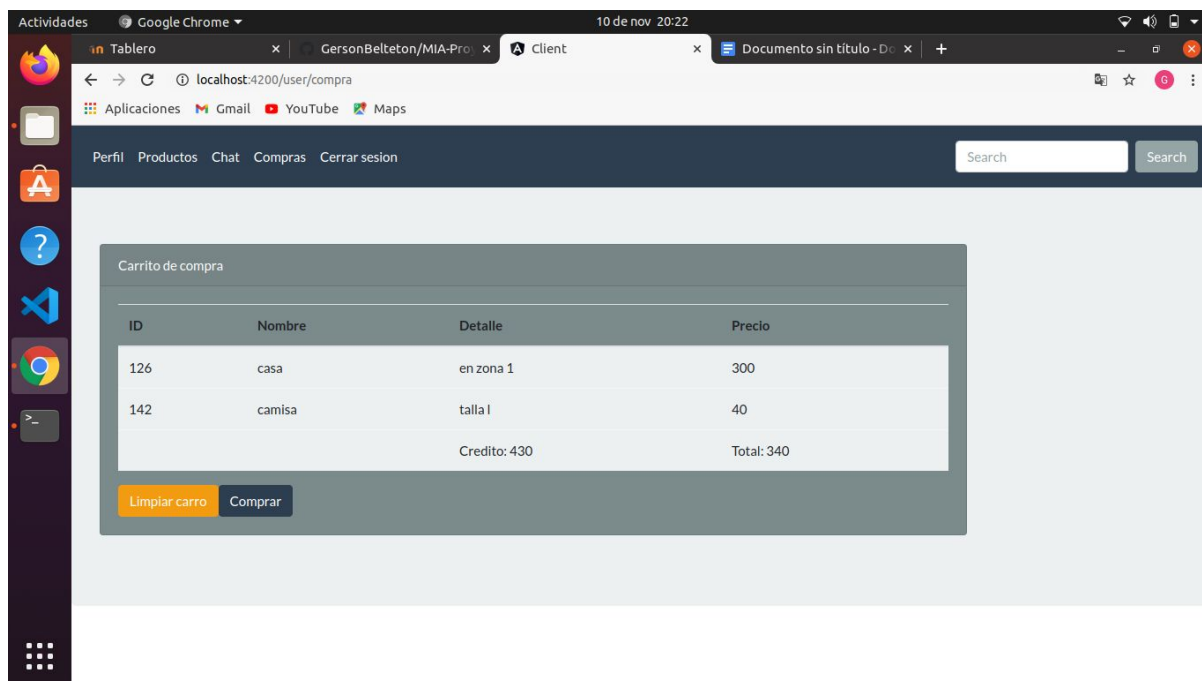 Actividades Google Chrome 10 de nov 20:22
Tablero GersonBelteton/MIA-Pro Client Documento sin título - Do
localhost:4200/user/compra G
Aplicaciones Gmail YouTube Maps
Perfil Productos Chat Compras Cerrar sesion Search Search
Carrito de compra
ID Nombre Detalle Precio
126 casa en zona 1 300
142 camisa talla l 40
Credito: 430 Total: 340
Limpiar carro Comprar